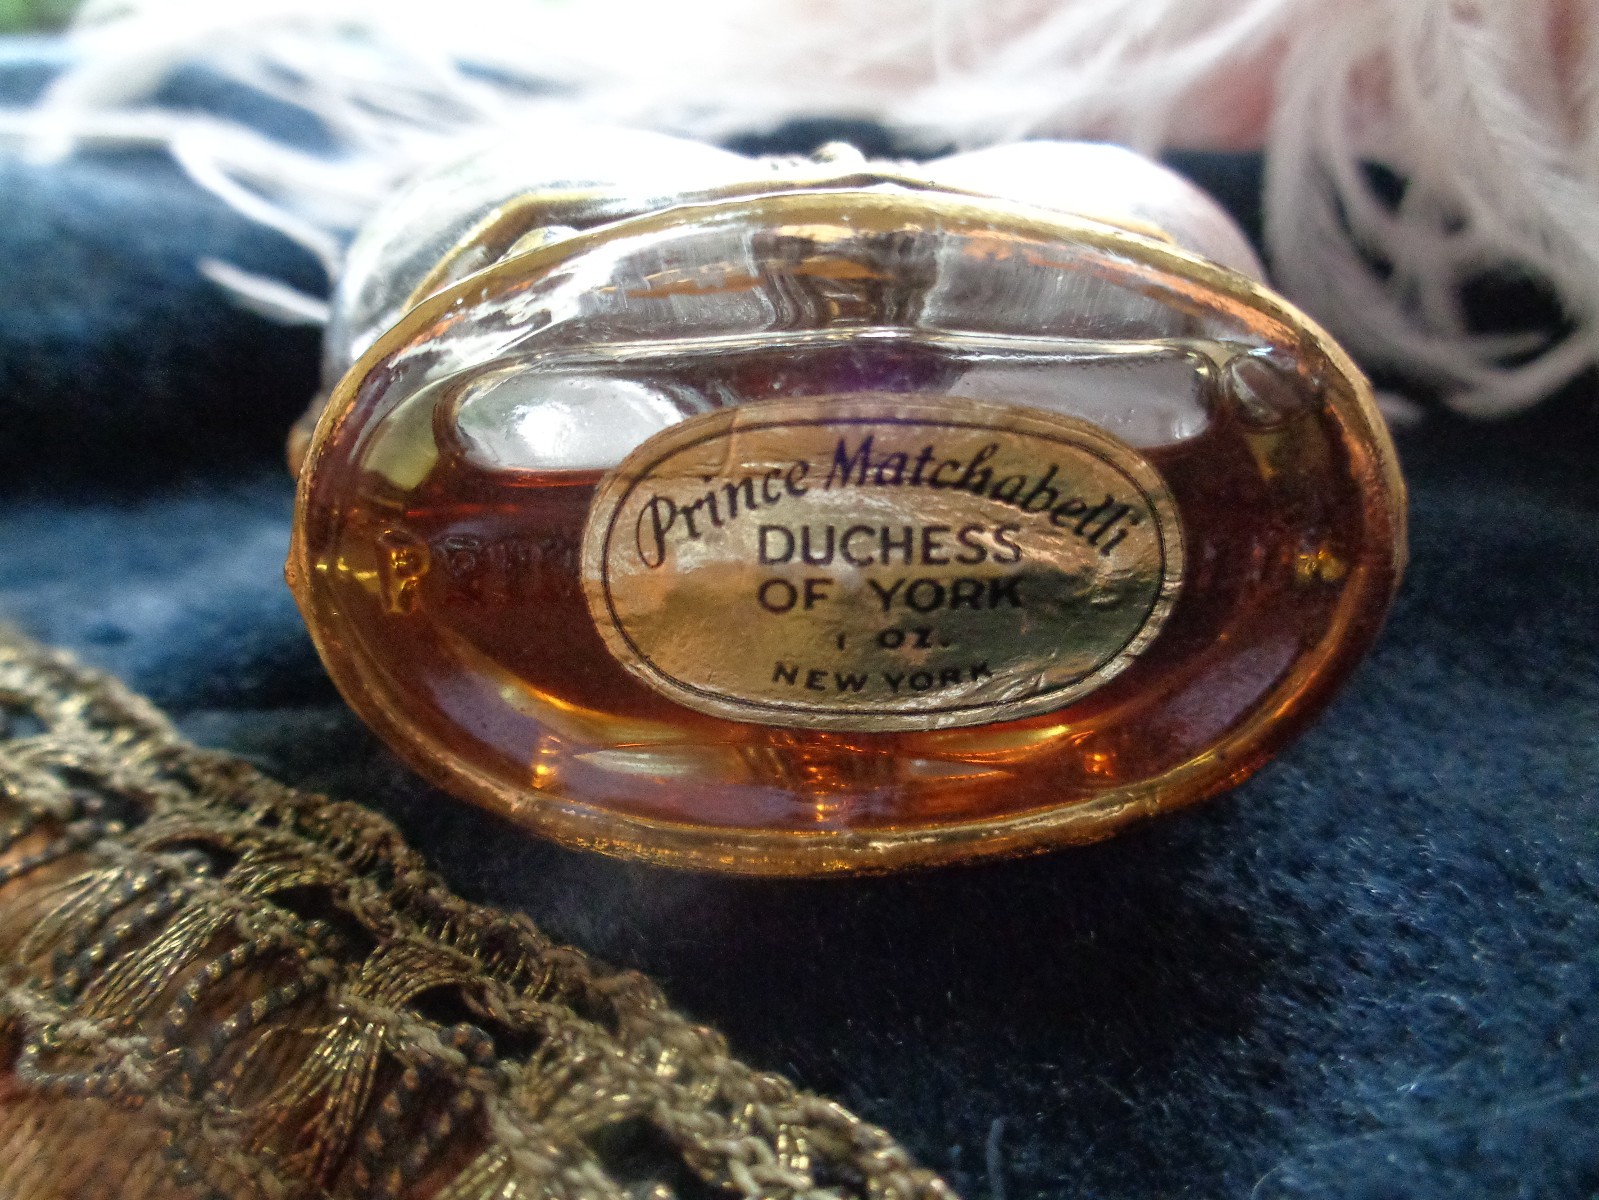 Prince Matchabelli
DUCHESS
OF YORK
1 OZ.
NEW YORK